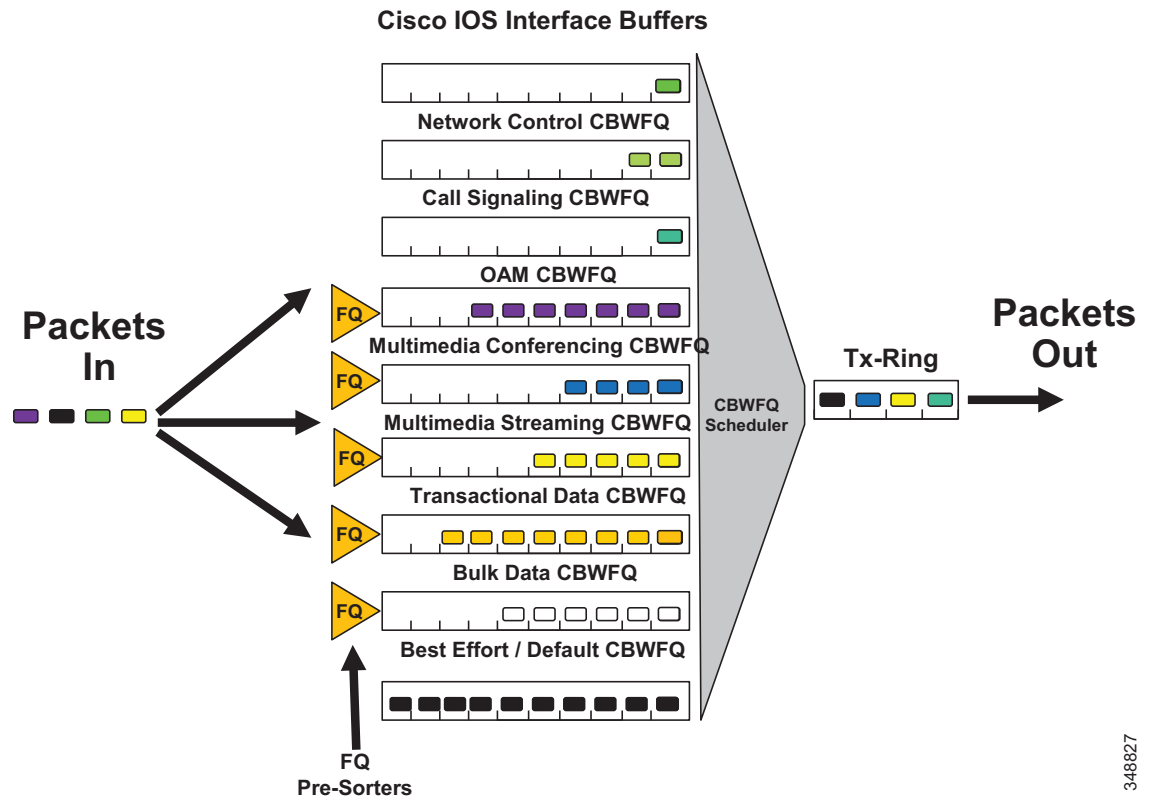 Cisco IOS Interface Buffers
Network Control CBWFQ
Call Signaling CBWFQ
OAM CBWFQ
FQ
Multimedia Conferencing CBWFQ
FQ
Multimedia Streaming CBWFQ
FQ
Transactional Data CBWFQ
FQ
Bulk Data CBWFQ
FQ
Best Effort / Default CBWFQ
Packets
In
FQ
Pre-Sorters
CBWFQ
Scheduler
Tx-Ring
Packets
Out
348827